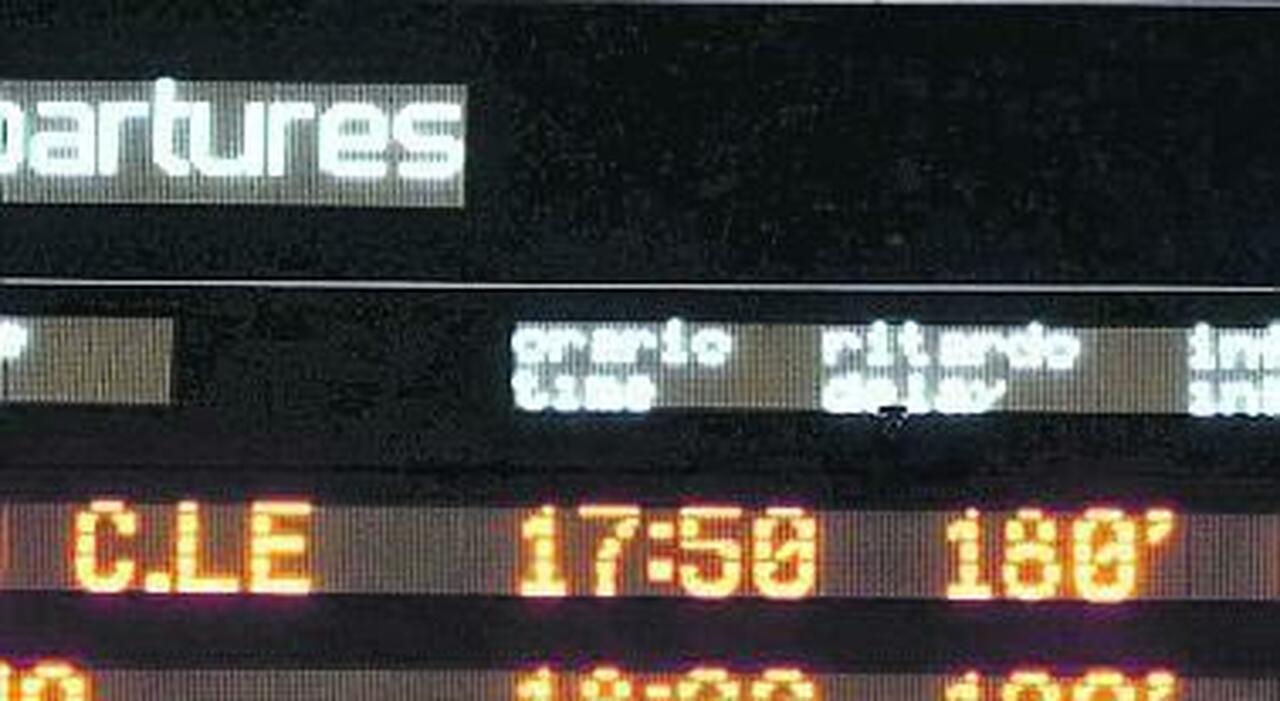 partures
orario ritardo
time delay
C.LE 17:50 180’